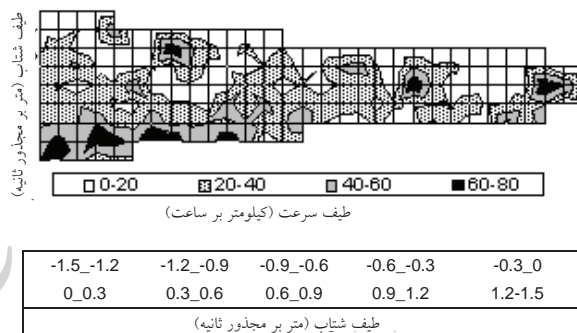 طیف شتاب (متر بر مجذور ثانیه)
0-20 20-40 40-60 60-80
طیف سرعت (کیلومتر بر ساعت)
-1.5_-1.2 -1.2_-0.9 -0.9_-0.6 -0.6_-0.3 -0.3_0
0_0.3 0.3_0.6 0.6_0.9 0.9_1.2 1.2-1.5
طیف شتاب (متر بر مجذور ثانیه)